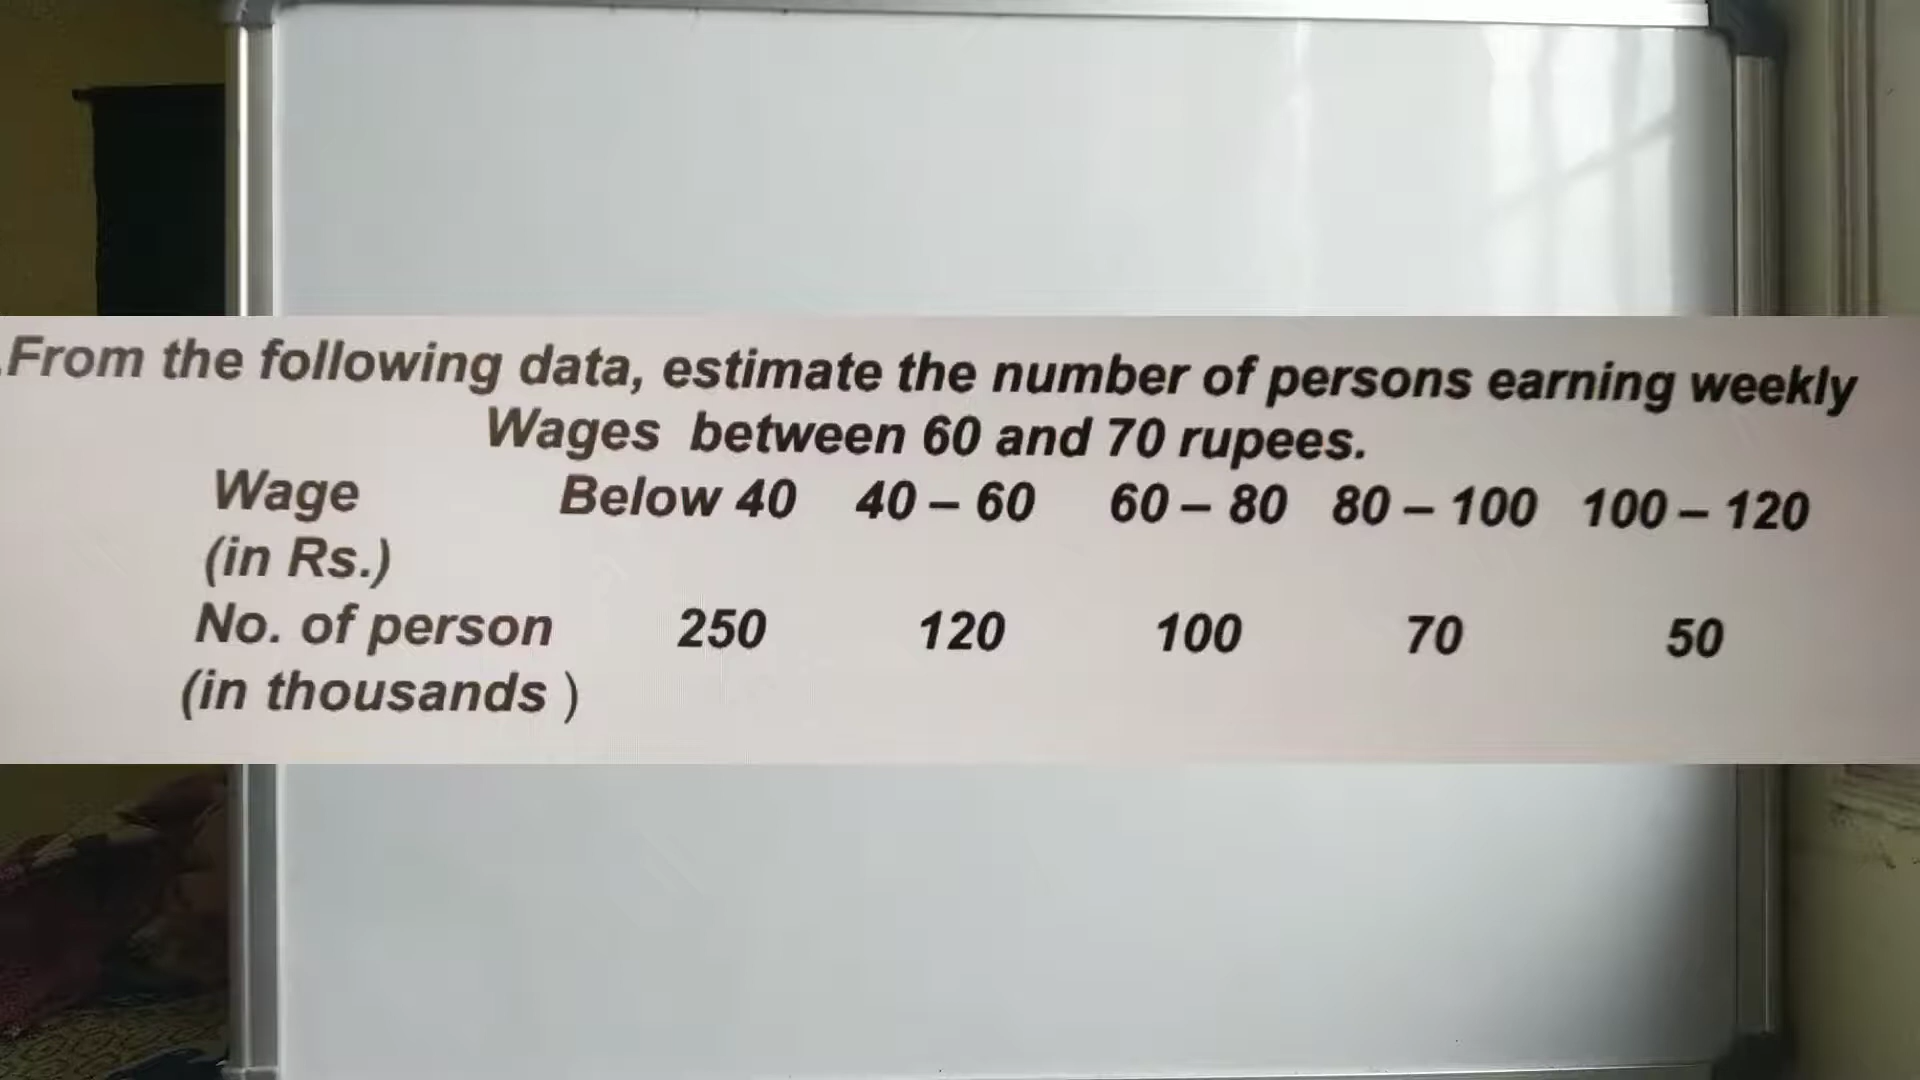 From the following data, estimate the number of persons earning weekly
Wages between 60 and 70 rupees.
Wage Below 40 40 – 60 60 – 80 80 – 100 100 – 120
(in Rs.)
No. of person 250 120 100 70 50
(in thousands )